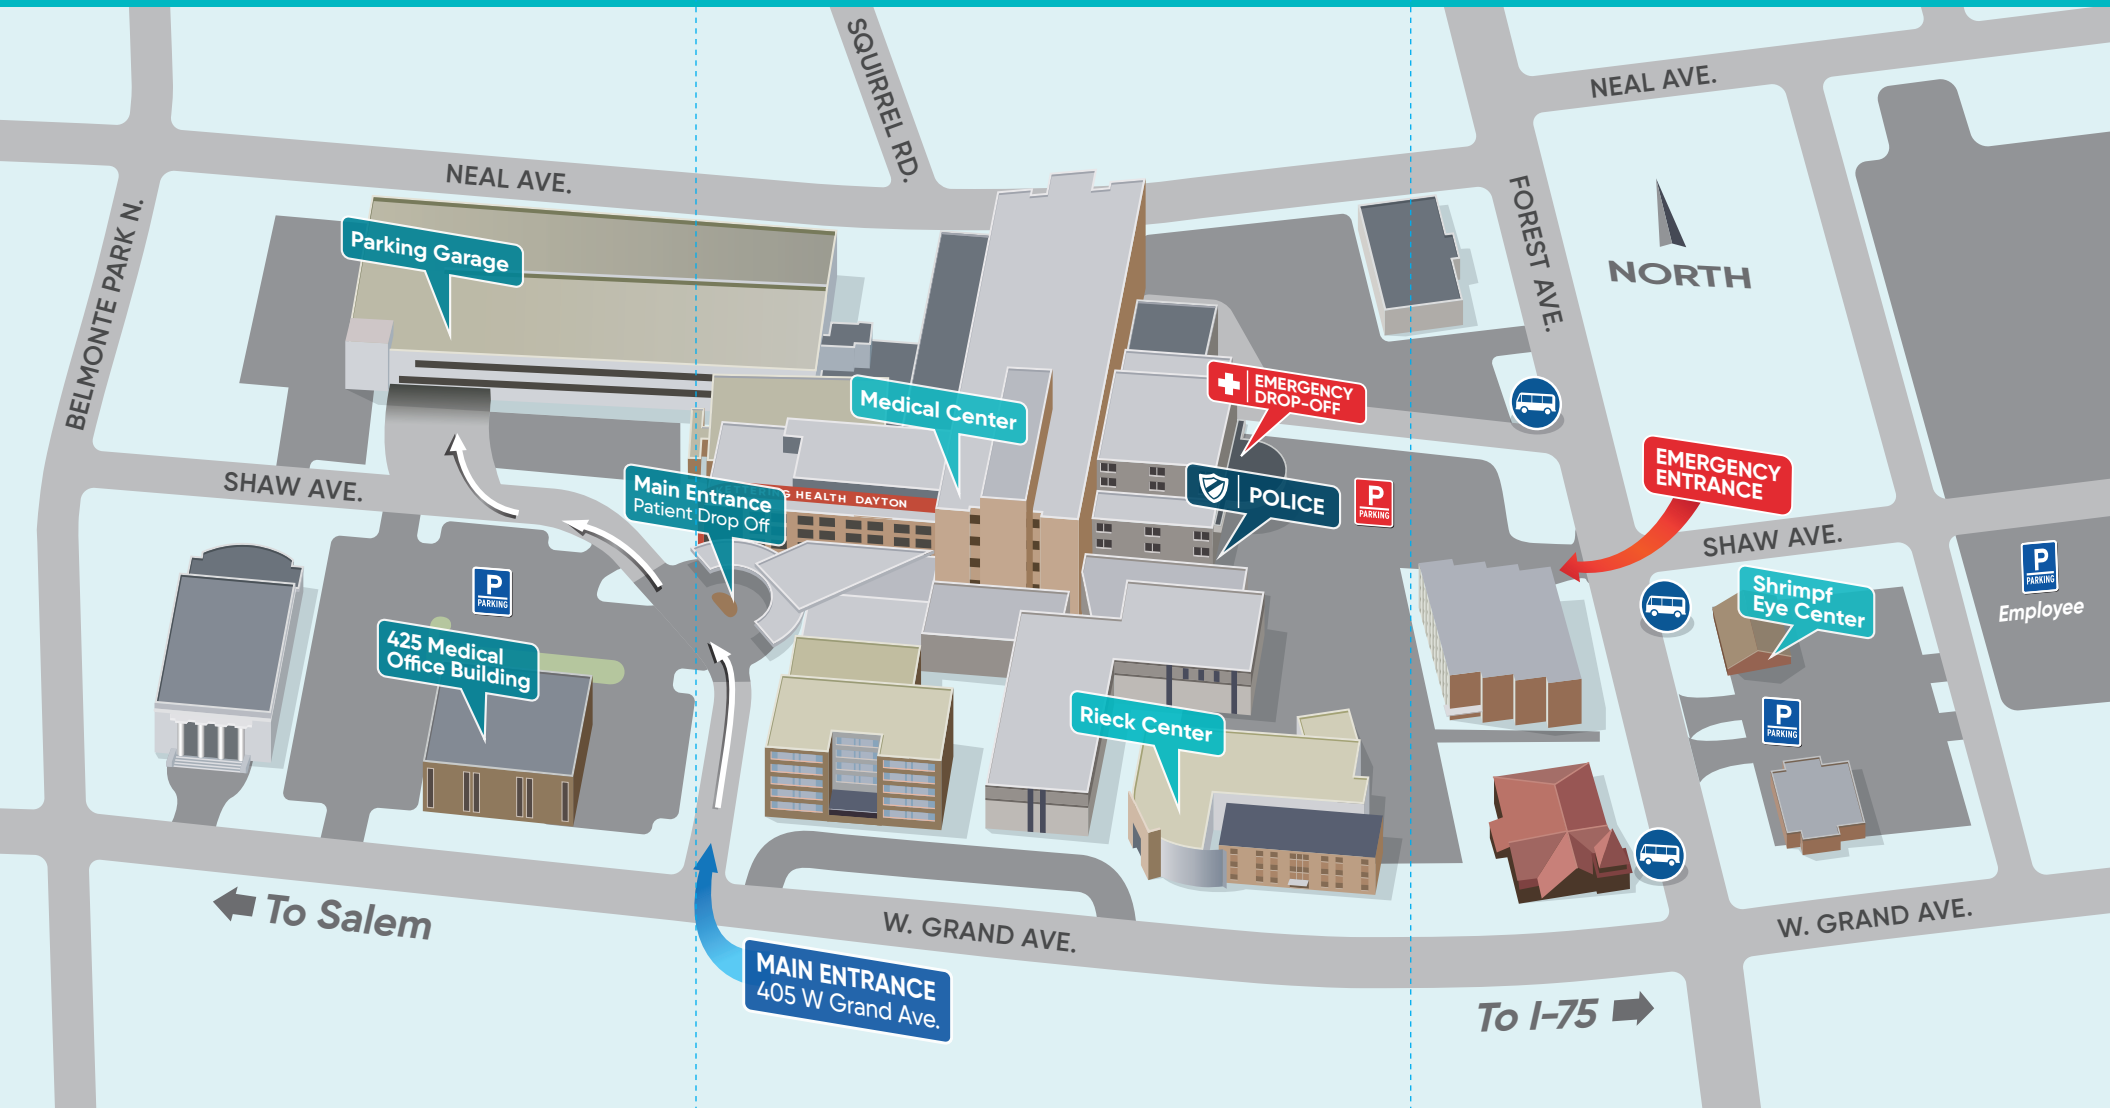 SQUIRREL RD.
NEAL AVE.
NEAL AVE.
BELMONTE PARK N.
FOREST AVE.
NORTH
Parking Garage
Medical Center
EMERGENCY
DROP-OFF
EMERGENCY
ENTRANCE
POLICE
P
PARKING
SHAW AVE.
Main Entrance
Patient Drop Off
HEALTH DAYTON
SHAW AVE.
P
PARKING
Employee
P
PARKING
Shrimpf
Eye Center
425 Medical
Office Building
Rieck Center
P
PARKING
To Salem
W. GRAND AVE.
W. GRAND AVE.
MAIN ENTRANCE
405 W Grand Ave.
To I-75